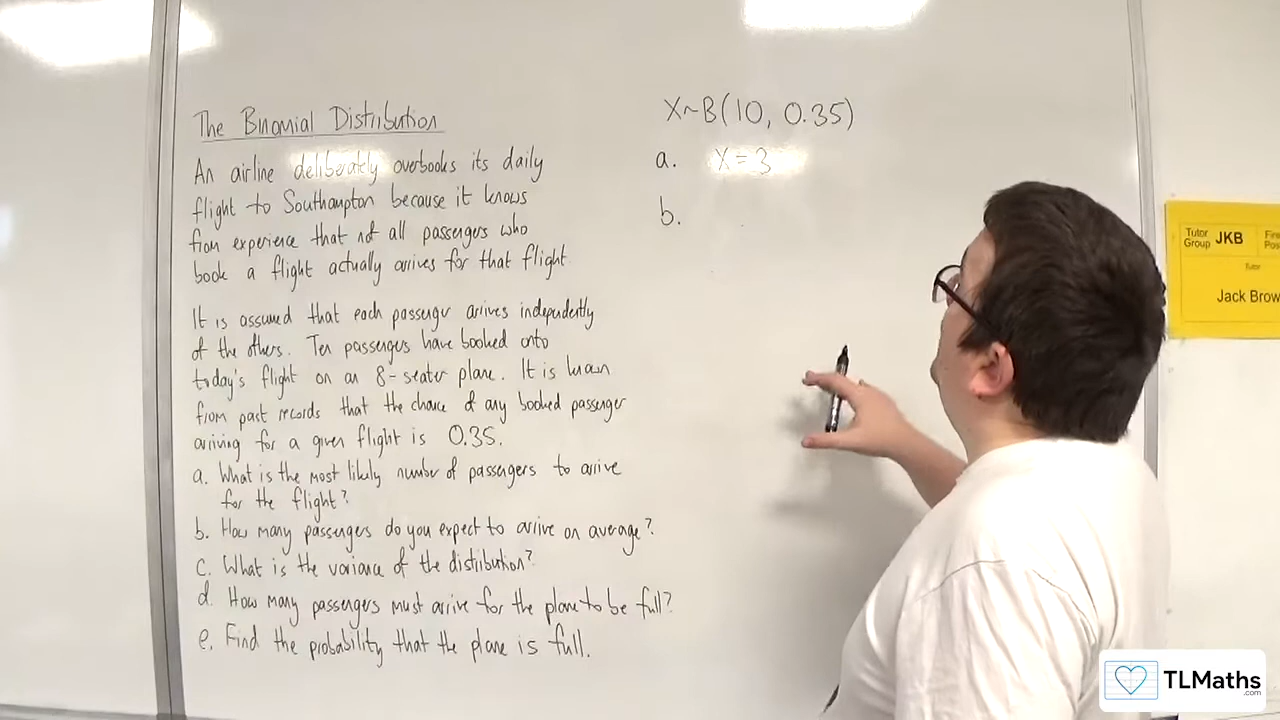 The Binomial Distribution
An airline deliberately overbooks its daily
flight to Southampton because it knows
from experience that not all passengers who
book a flight actually arrives for that flight.
It is assumed that each passenger arrives independently
of the others. Ten passengers have booked onto
today's flight on an 8-seater plane. It is known
from past records that the chance of any booked passenger
arriving for a given flight is 0.35.
a. What is the most likely number of passengers to arrive
for the flight?
b. How many passengers do you expect to arrive on average?
c. What is the variance of the distribution?
d. How many passengers must arrive for the plane to be full?
e. Find the probability that the plane is full.
X~B(10, 0.35)
a. X = 3
b.
Tutor
Group JKB
Tutor
Jack Brow
TLMaths
.com